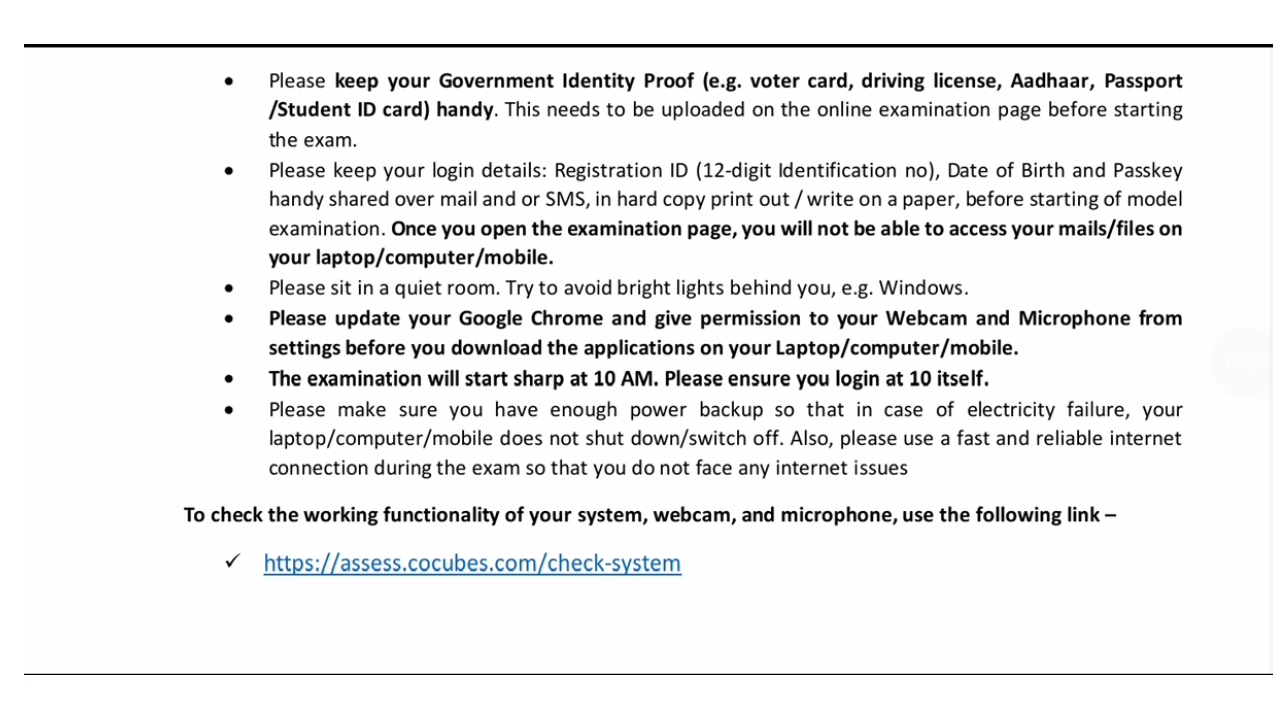 • Please keep your Government Identity Proof (e.g. voter card, driving license, Aadhaar, Passport
/Student ID card) handy. This needs to be uploaded on the online examination page before starting
the exam.
• Please keep your login details: Registration ID (12-digit Identification no), Date of Birth and Passkey
handy shared over mail and or SMS, in hard copy print out / write on a paper, before starting of model
examination. Once you open the examination page, you will not be able to access your mails/files on
your laptop/computer/mobile.
• Please sit in a quiet room. Try to avoid bright lights behind you, e.g. Windows.
• Please update your Google Chrome and give permission to your Webcam and Microphone from
settings before you download the applications on your Laptop/computer/mobile.
• The examination will start sharp at 10 AM. Please ensure you login at 10 itself.
• Please make sure you have enough power backup so that in case of electricity failure, your
laptop/computer/mobile does not shut down/switch off. Also, please use a fast and reliable internet
connection during the exam so that you do not face any internet issues
To check the working functionality of your system, webcam, and microphone, use the following link –
✓ https://assess.cocubes.com/check-system